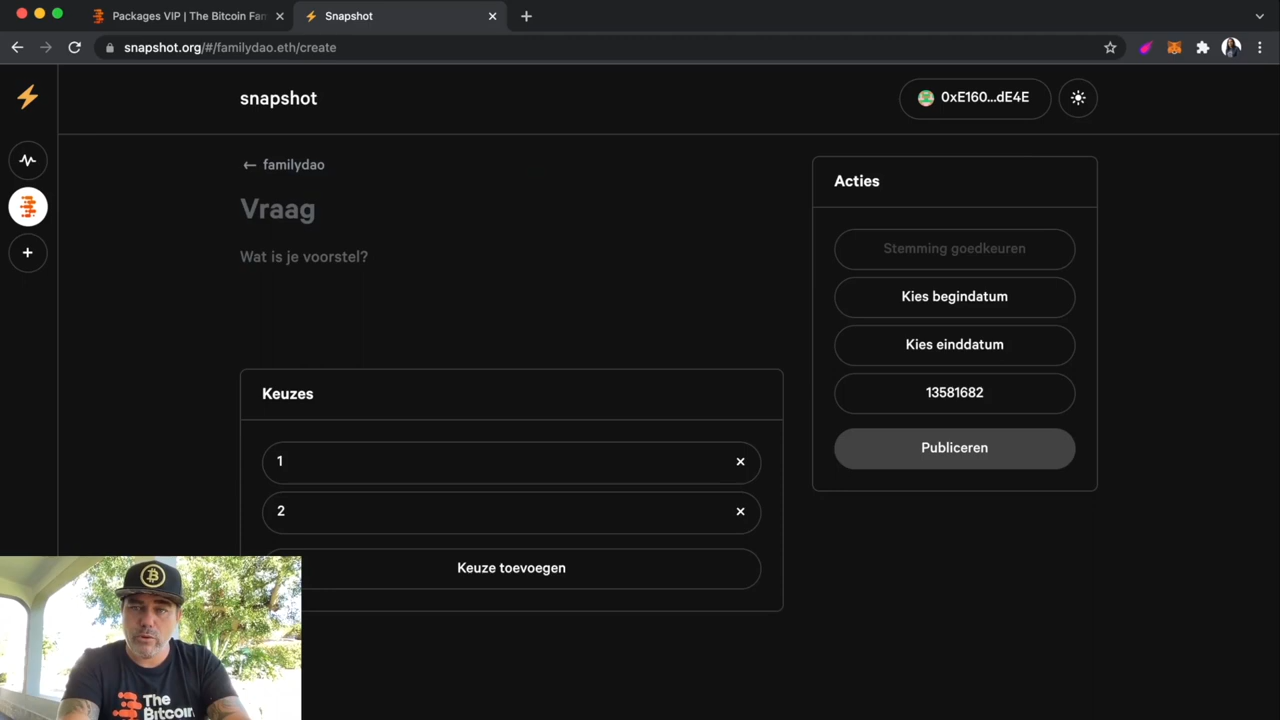 Packages VIP | The Bitcoin Fan
Snapshot
snapshot.org/#/familydao.eth/create
snapshot
0xE160...dE4E
← familydao
Vraag
Wat is je voorstel?
Acties
Stemming goedkeuren
Kies begindatum
Kies einddatum
13581682
Publiceren
Keuzes
1
2
Keuze toevoegen
The
Bitcoin